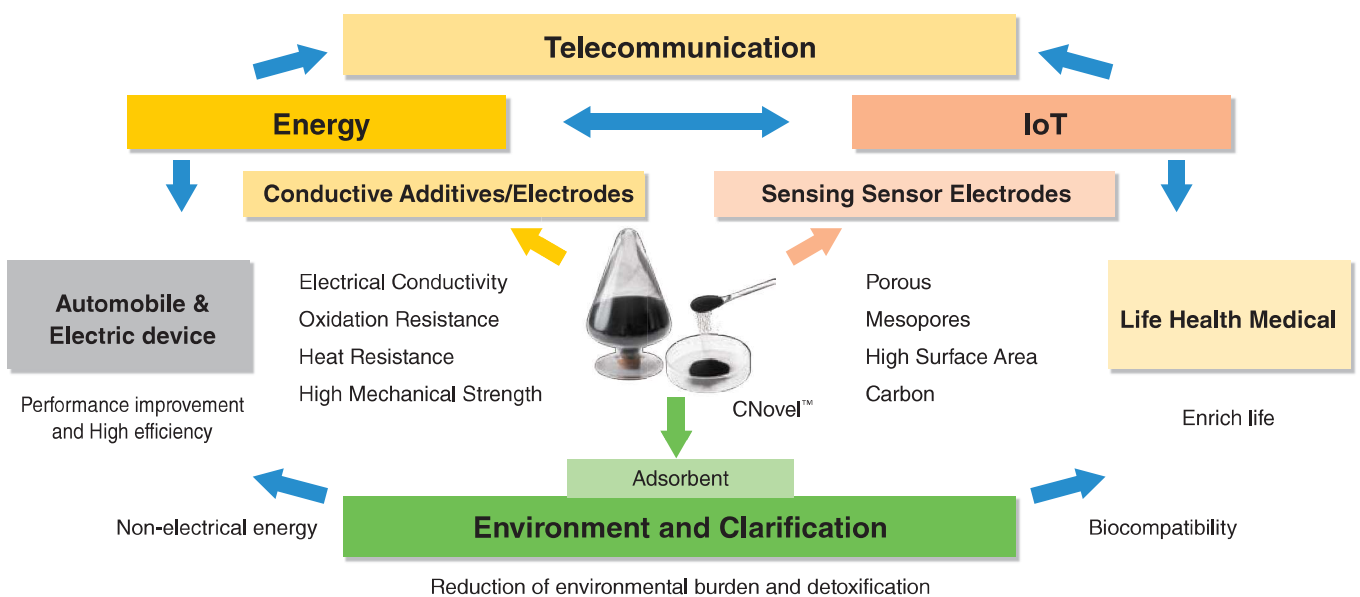 Telecommunication
Energy
IoT
Conductive Additives/Electrodes
Sensing Sensor Electrodes
Automobile &
Electric device
Electrical Conductivity
Oxidation Resistance
Heat Resistance
High Mechanical Strength
Porous
Mesopores
High Surface Area
Carbon
Life Health Medical
Performance improvement
and High efficiency
CNovel™
Enrich life
Adsorbent
Non-electrical energy
Environment and Clarification
Biocompatibility
Reduction of environmental burden and detoxification